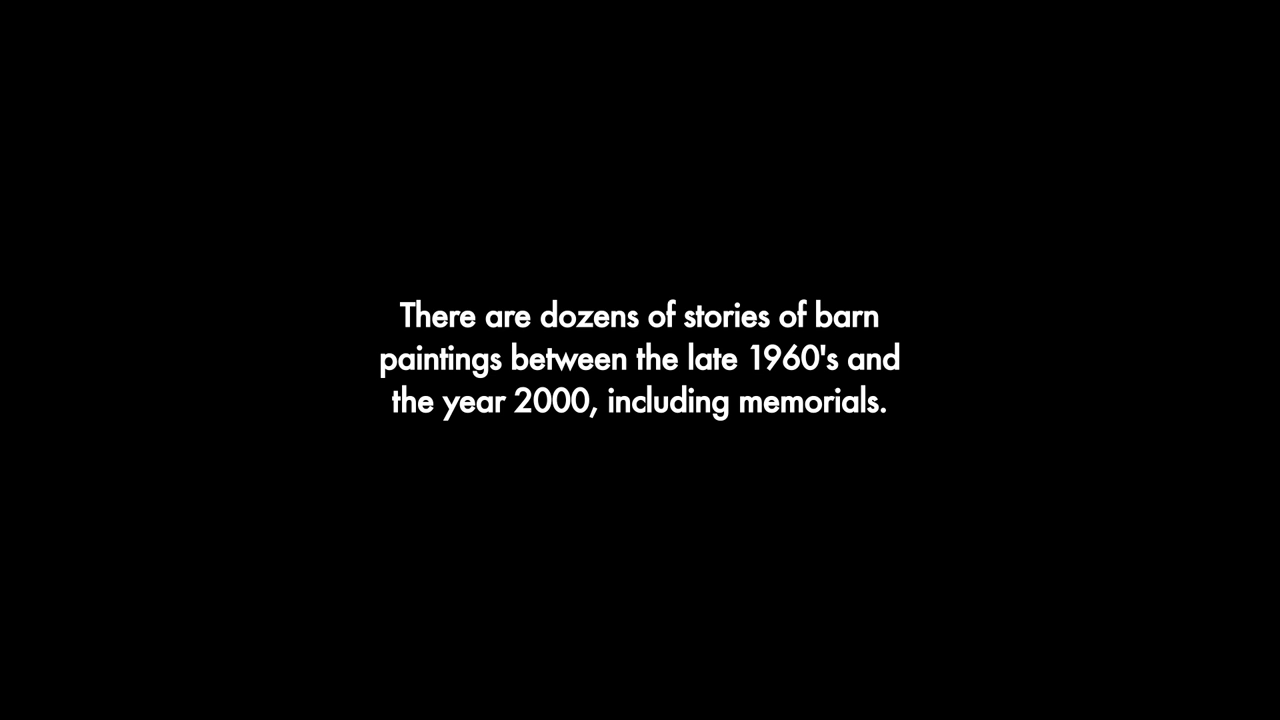 There are dozens of stories of barn
paintings between the late 1960's and
the year 2000, including memorials.